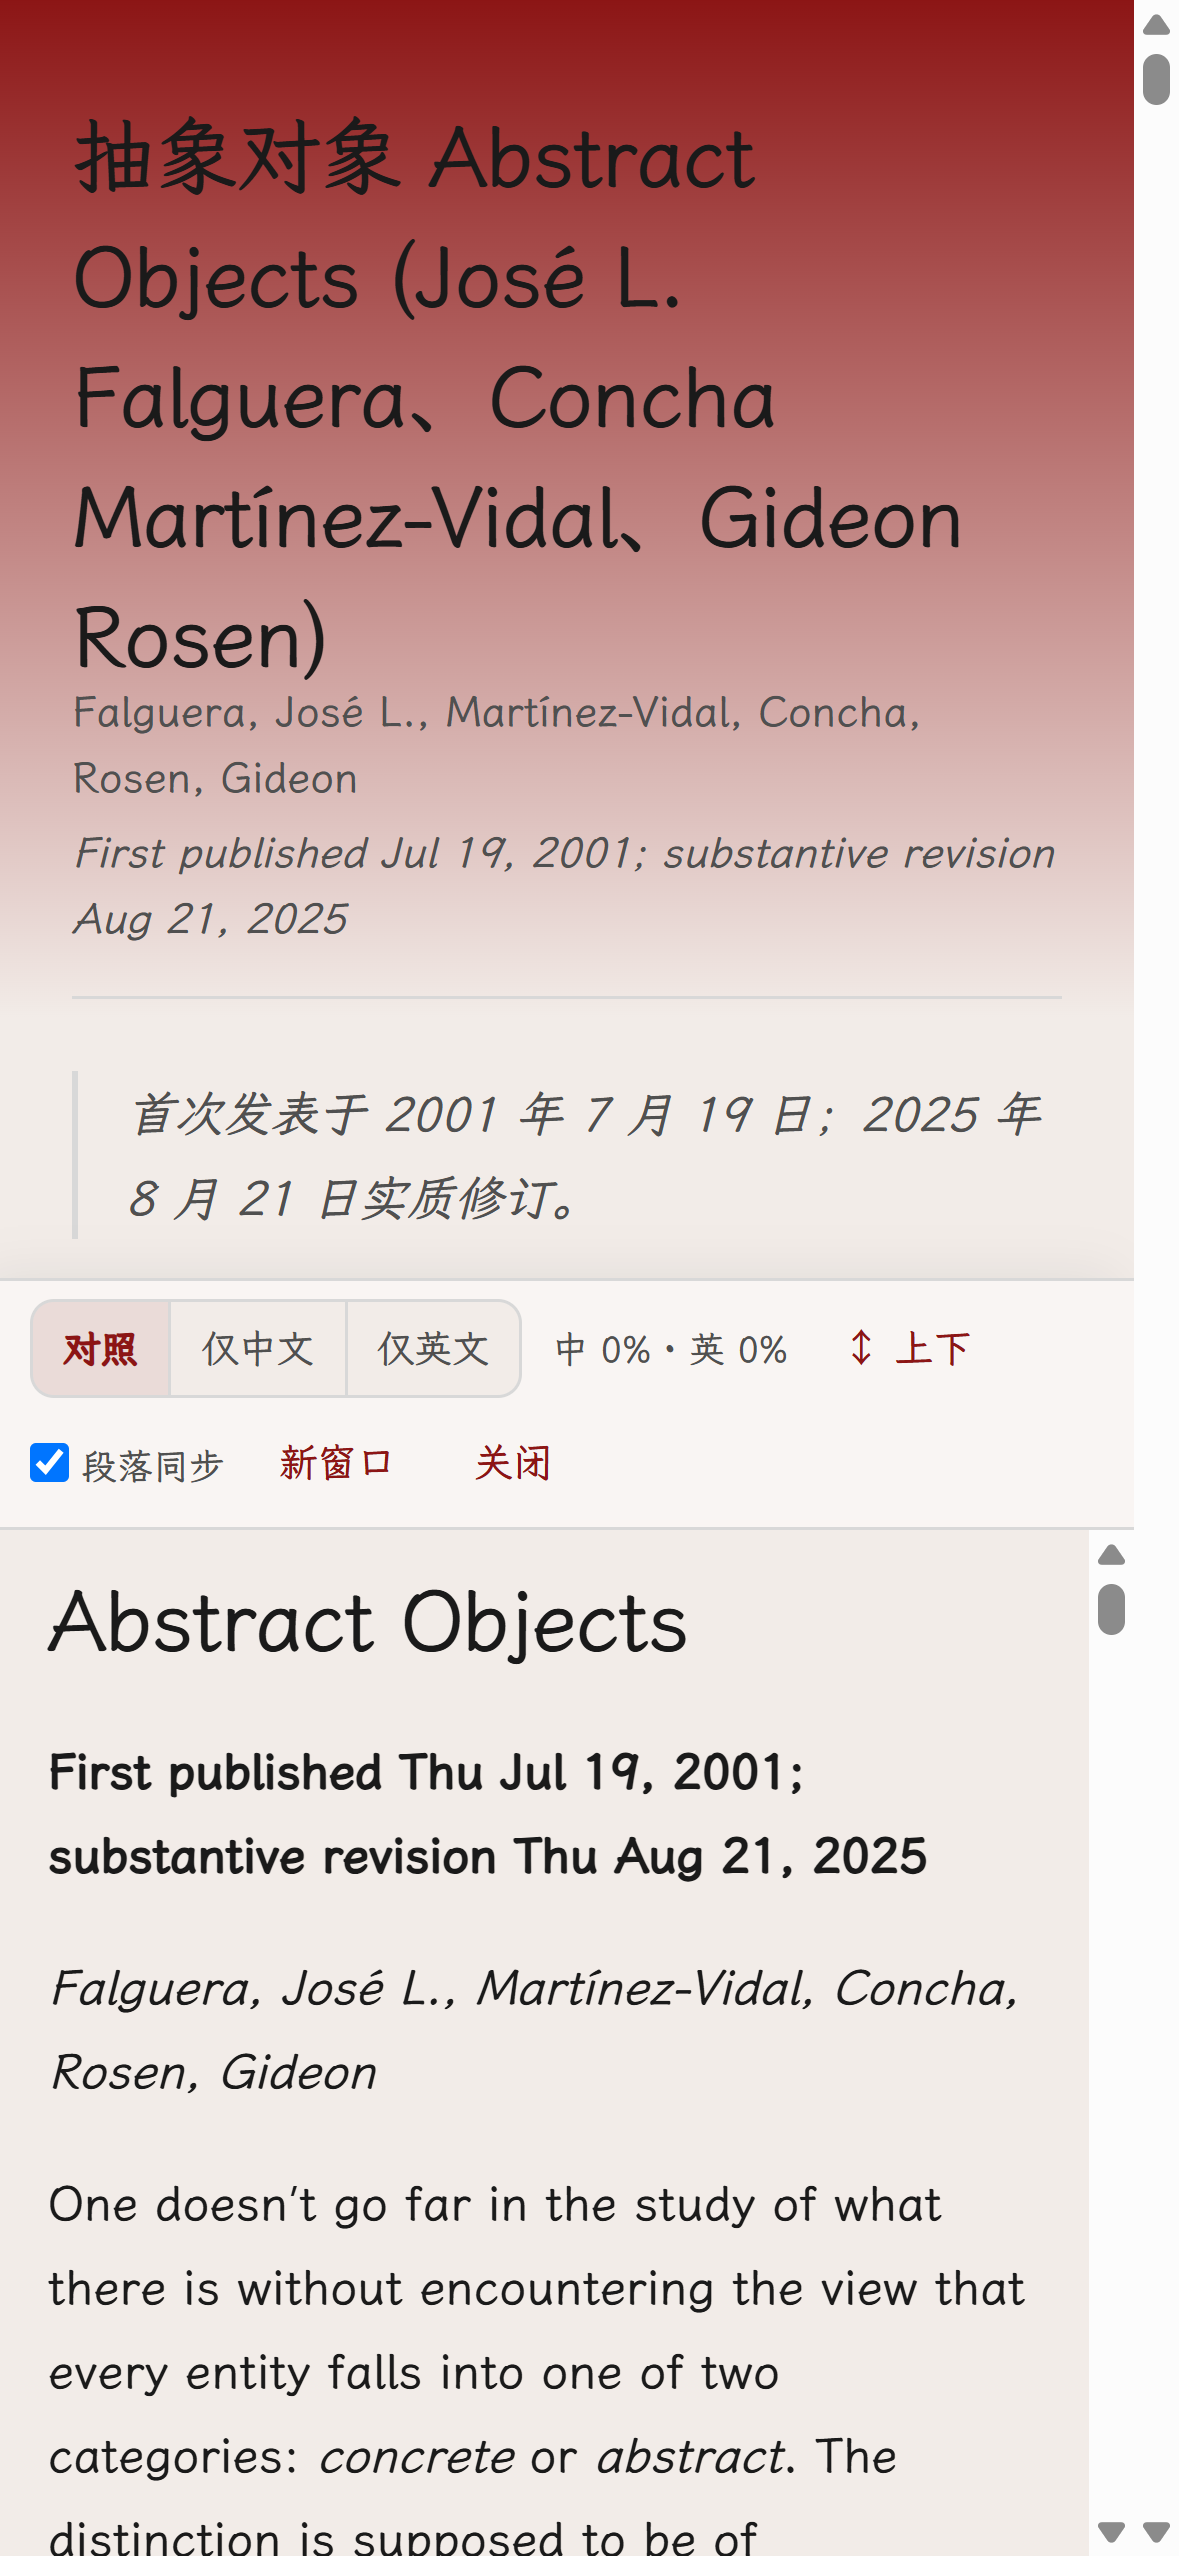 抽象对象 Abstract
Objects (José L.
Falguera、Concha
Martínez-Vidal、Gideon
Rosen)
Falguera, José L., Martínez-Vidal, Concha,
Rosen, Gideon
First published Jul 19, 2001; substantive revision
Aug 21, 2025
首次发表于 2001 年 7 月 19 日；2025 年
8 月 21 日实质修订。
对照 仅中文 仅英文 中 0% · 英 0% ↕ 上下
段落同步 新窗口 关闭
Abstract Objects
First published Thu Jul 19, 2001;
substantive revision Thu Aug 21, 2025
Falguera, José L., Martínez-Vidal, Concha,
Rosen, Gideon
One doesn’t go far in the study of what
there is without encountering the view that
every entity falls into one of two
categories: concrete or abstract. The
distinction is supposed to be of